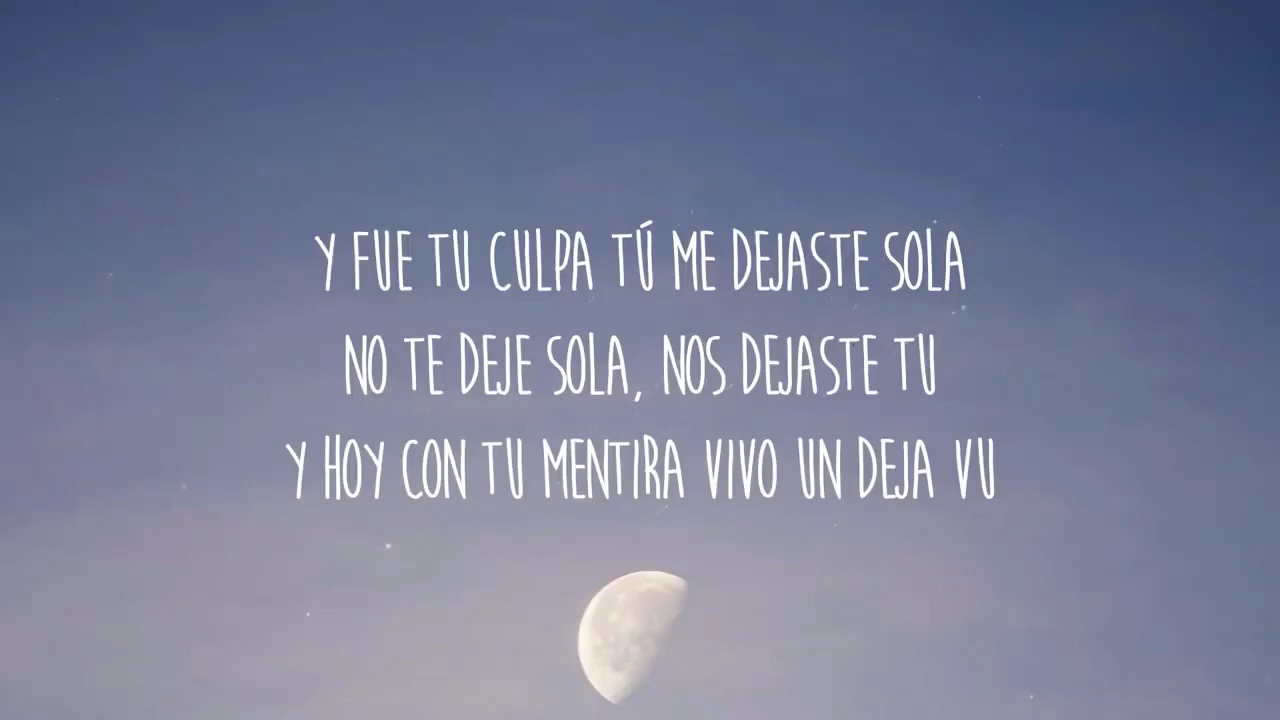 Y FUE TU CULPA TÚ ME DEJASTE SOLA
NO TE DEJE SOLA, NOS DEJASTE TU
Y HOY CON TU MENTIRA VIVO UN DEJA VU